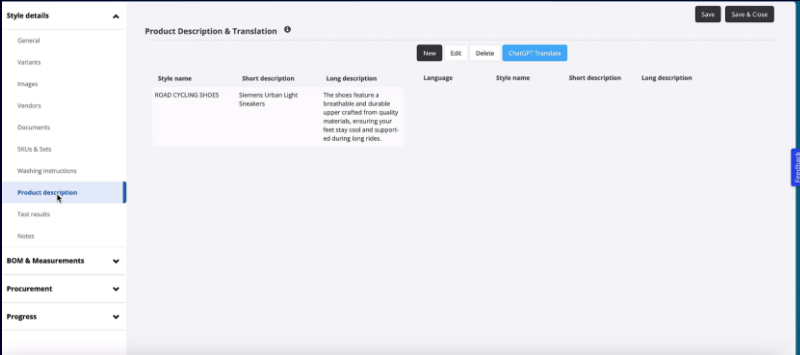 Style details
General
Variants
Images
Vendors
Documents
SKUs & Sets
Washing instructions
Product description
Test results
Notes
BOM & Measurements
Procurement
Progress
Save
Save & Close
Product Description & Translation
New
Edit
Delete
ChatGPT Translate
Style name
Short description
Long description
ROAD CYCLING SHOES
Siemens Urban Light
Sneakers
The shoes feature a
breathable and durable
upper crafted from quality
materials, ensuring your
feet stay cool and support-
ed during long rides.
Language
Style name
Short description
Long description
Feedback